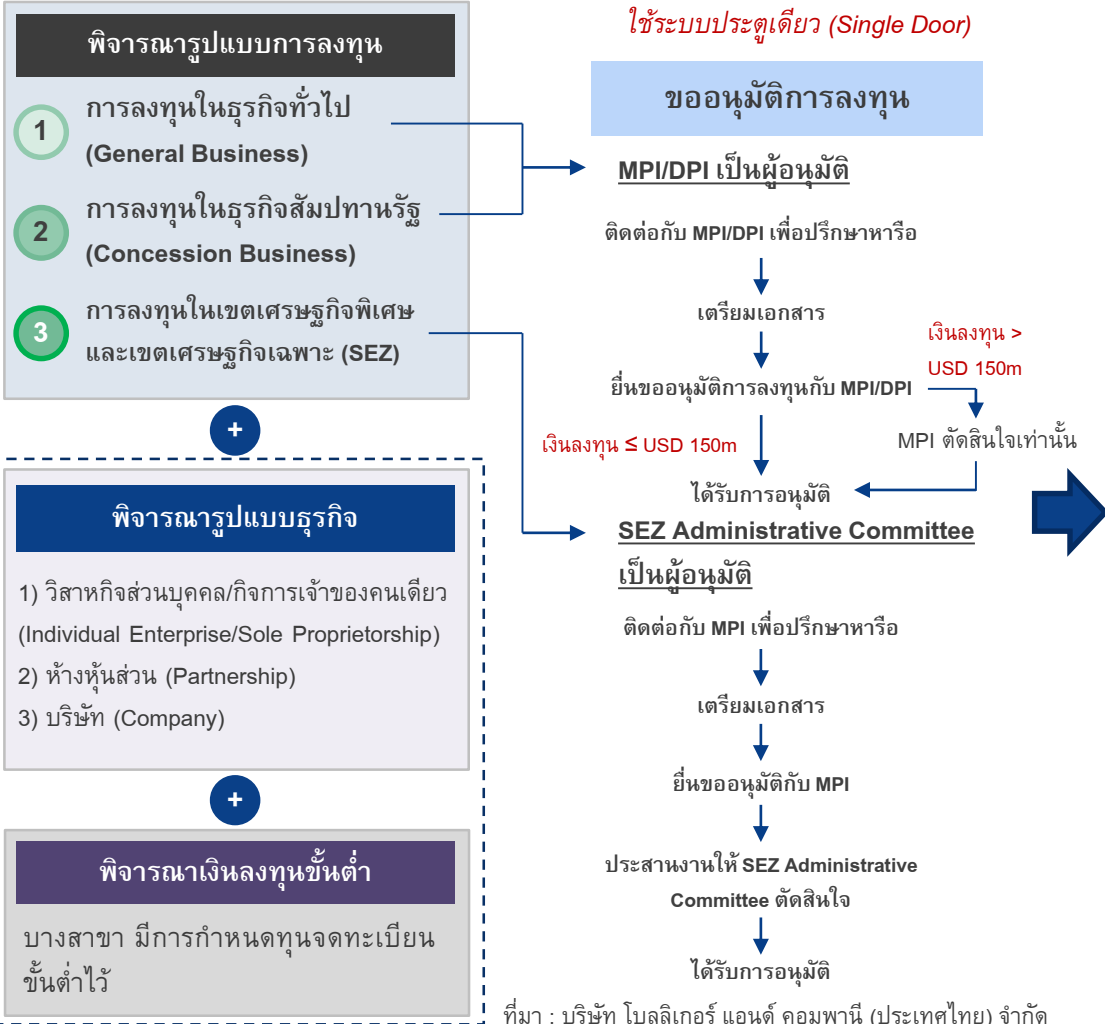 พิจารณารูปแบบการลงทุน
1
การลงทุนในธุรกิจทั่วไป
(General Business)
2
การลงทุนในธุรกิจสัมปทานรัฐ
(Concession Business)
3
การลงทุนในเขตเศรษฐกิจพิเศษ
และเขตเศรษฐกิจเฉพาะ (SEZ)
+
พิจารณารูปแบบธุรกิจ
1) วิสาหกิจส่วนบุคคล/กิจการเจ้าของคนเดียว
(Individual Enterprise/Sole Proprietorship)
2) ห้างหุ้นส่วน (Partnership)
3) บริษัท (Company)
+
พิจารณาเงินลงทุนขั้นต่ำ
บางสาขา มีการกำหนดทุนจดทะเบียน
ขั้นต่ำไว้
ใช้ระบบประตูเดียว (Single Door)
ขออนุมัติการลงทุน
MPI/DPI เป็นผู้อนุมัติ
ติดต่อกับ MPI/DPI เพื่อปรึกษาหารือ
เตรียมเอกสาร
ยื่นขออนุมัติการลงทุนกับ MPI/DPI
เงินลงทุน >
USD 150m
เงินลงทุน ≤ USD 150m
MPI ตัดสินใจเท่านั้น
ได้รับการอนุมัติ
SEZ Administrative Committee
เป็นผู้อนุมัติ
ติดต่อกับ MPI เพื่อปรึกษาหารือ
เตรียมเอกสาร
ยื่นขออนุมัติกับ MPI
ประสานงานให้ SEZ Administrative
Committee ตัดสินใจ
ได้รับการอนุมัติ
ที่มา : บริษัท โบลลิเกอร์ แอนด์ คอมพานี (ประเทศไทย) จำกัด